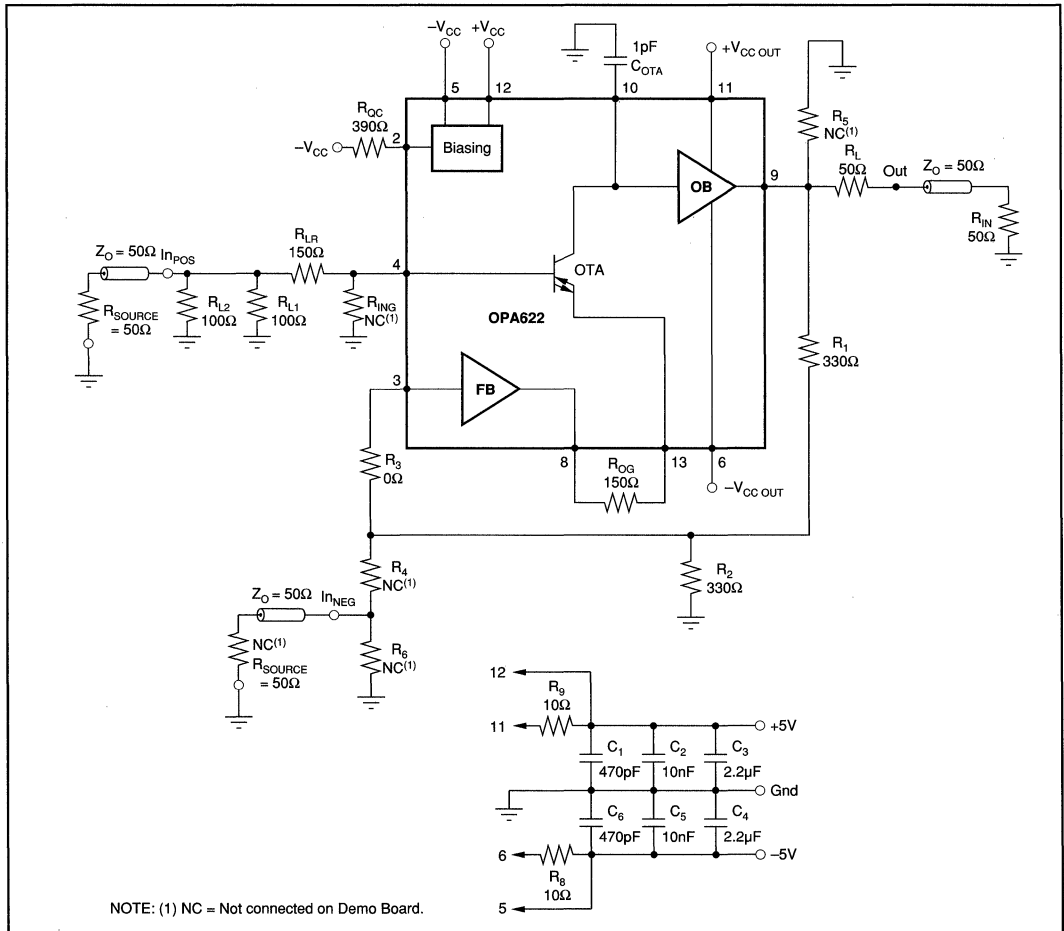 –VCC +VCC
1pF
COTA
+VCC OUT
5 12 10 11
RQC
390Ω
–VCC
2
Biasing
R5
NC(1)
RL
50Ω
Out
ZO = 50Ω
OB
9
RIN
50Ω
ZO = 50Ω InPOS
RLR
150Ω
4
OTA
RSOURCE
= 50Ω
RL2
100Ω
RL1
100Ω
RING
NC(1)
OPA622
R1
330Ω
3
FB
8 13 6
R3
0Ω
ROG
150Ω
–VCC OUT
R4
NC(1)
R2
330Ω
ZO = 50Ω InNEG
NC(1)
RSOURCE
= 50Ω
R6
NC(1)
12
R9
10Ω
11
+5V
C1
470pF
C2
10nF
C3
2.2µF
Gnd
C6
470pF
C5
10nF
C4
2.2µF
6
–5V
R8
10Ω
5
NOTE: (1) NC = Not connected on Demo Board.